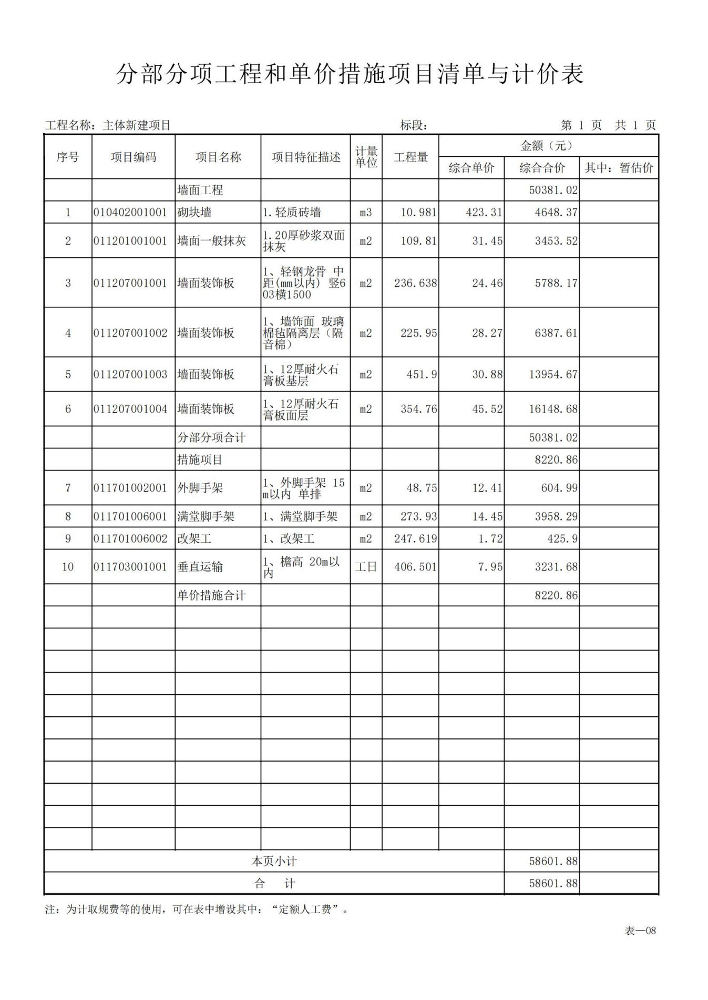 分部分项工程和单价措施项目清单与计价表
工程名称：主体新建项目 标段： 第 1 页 共 1 页
序号 项目编码 项目名称 项目特征描述 计量单位 工程量 金额（元）
综合单价 综合合价 其中：暂估价
墙面工程 50381.02
1 010402001001 砌块墙 1.轻质砖墙 m3 10.981 423.31 4648.37
2 011201001001 墙面一般抹灰 1.20厚砂浆双面抹灰 m2 109.81 31.45 3453.52
3 011207001001 墙面装饰板 1、轻钢龙骨 中距(mm以内) 竖603横1500 m2 236.638 24.46 5788.17
4 011207001002 墙面装饰板 1、墙饰面 玻璃棉毡隔离层（隔音棉） m2 225.95 28.27 6387.61
5 011207001003 墙面装饰板 1、12厚耐火石膏板基层 m2 451.9 30.88 13954.67
6 011207001004 墙面装饰板 1、12厚耐火石膏板面层 m2 354.76 45.52 16148.68
分部分项合计 50381.02
措施项目 8220.86
7 011701002001 外脚手架 1、外脚手架 15m以内 单排 m2 48.75 12.41 604.99
8 011701006001 满堂脚手架 1、满堂脚手架 m2 273.93 14.45 3958.29
9 011701006002 改架工 1、改架工 m2 247.619 1.72 425.9
10 011703001001 垂直运输 1、檐高 20m以内 工日 406.501 7.95 3231.68
单价措施合计 8220.86
本页小计 58601.88
合 计 58601.88
注：为计取规费等的使用，可在表中增设其中：“定额人工费”。
表—08